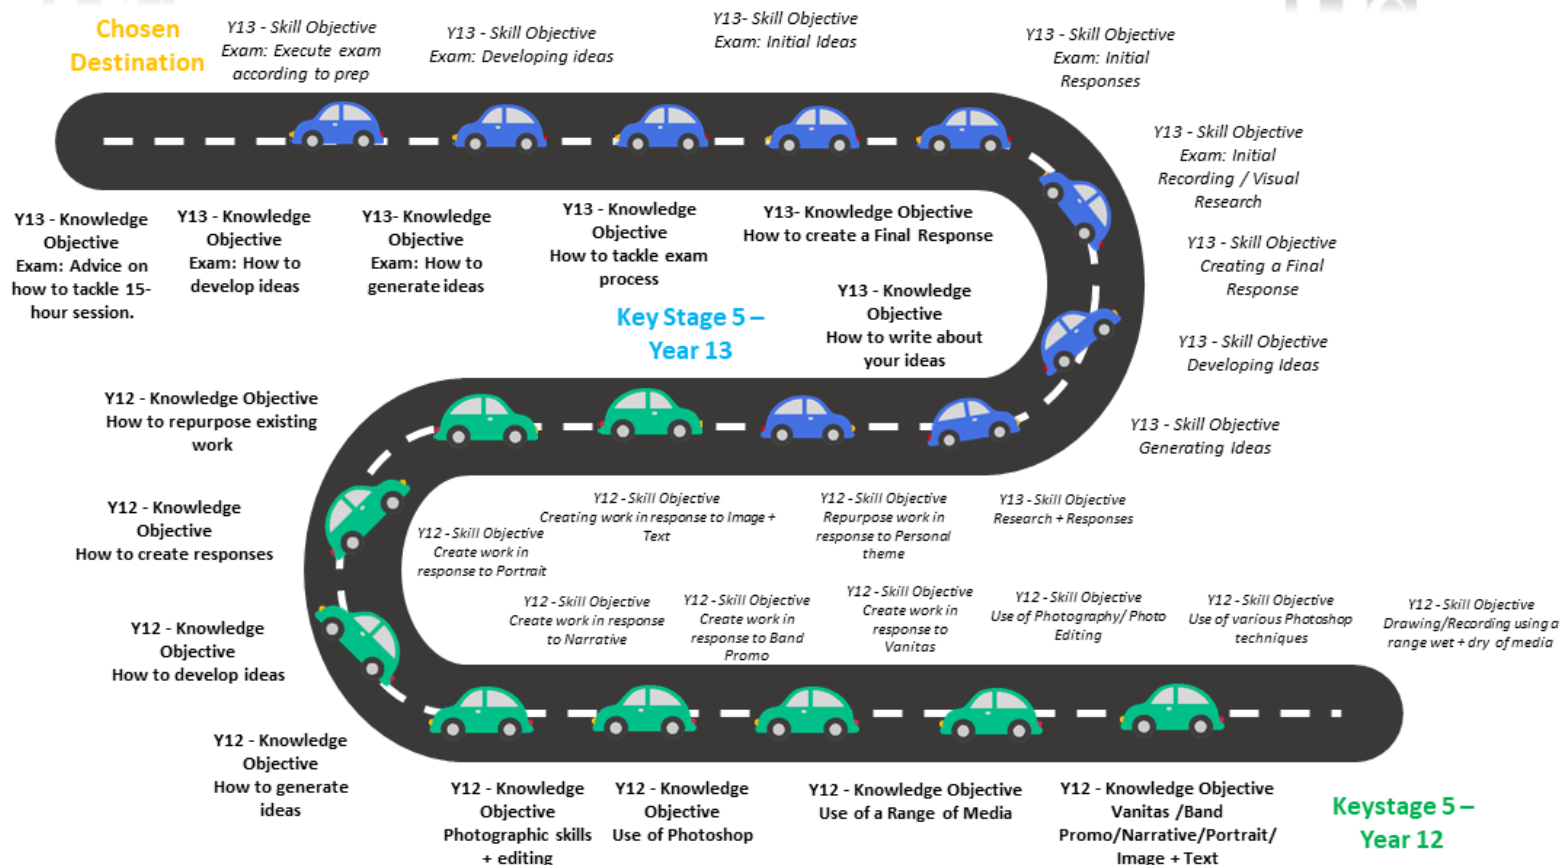 Chosen
Destination
Y13 - Skill Objective
Exam: Execute exam
according to prep
Y13 - Skill Objective
Exam: Developing ideas
Y13- Skill Objective
Exam: Initial Ideas
Y13 - Skill Objective
Exam: Initial
Responses
Y13 - Skill Objective
Exam: Initial
Recording / Visual
Research
Y13 - Skill Objective
Creating a Final
Response
Y13 - Skill Objective
Developing Ideas
Y13 - Skill Objective
Generating Ideas
Y13 - Knowledge
Objective
Exam: Advice on
how to tackle 15-
hour session.
Y13 - Knowledge
Objective
Exam: How to
develop ideas
Y13- Knowledge
Objective
Exam: How to
generate ideas
Y13 - Knowledge
Objective
How to tackle exam
process
Y13- Knowledge Objective
How to create a Final Response
Y13 - Knowledge
Objective
How to write about
your ideas
Key Stage 5 –
Year 13
Y12 - Knowledge Objective
How to repurpose existing
work
Y12 - Knowledge
Objective
How to create responses
Y12 - Knowledge
Objective
How to develop ideas
Y12 - Knowledge
Objective
How to generate
ideas
Y12 - Skill Objective
Create work in
response to Portrait
Y12 - Skill Objective
Creating work in response to Image +
Text
Y12 - Skill Objective
Repurpose work in
response to Personal
theme
Y13 - Skill Objective
Research + Responses
Y12 - Skill Objective
Create work in response
to Narrative
Y12 - Skill Objective
Create work in
response to Band
Promo
Y12 - Skill Objective
Create work in
response to
Vanitas
Y12 - Skill Objective
Use of Photography/ Photo
Editing
Y12 - Skill Objective
Use of various Photoshop
techniques
Y12 - Skill Objective
Drawing/Recording using a
range wet + dry of media
Y12 - Knowledge
Objective
Photographic skills
+ editing
Y12 - Knowledge
Objective
Use of Photoshop
Y12 - Knowledge Objective
Use of a Range of Media
Y12 - Knowledge Objective
Vanitas /Band
Promo/Narrative/Portrait/
Image + Text
Keystage 5 –
Year 12